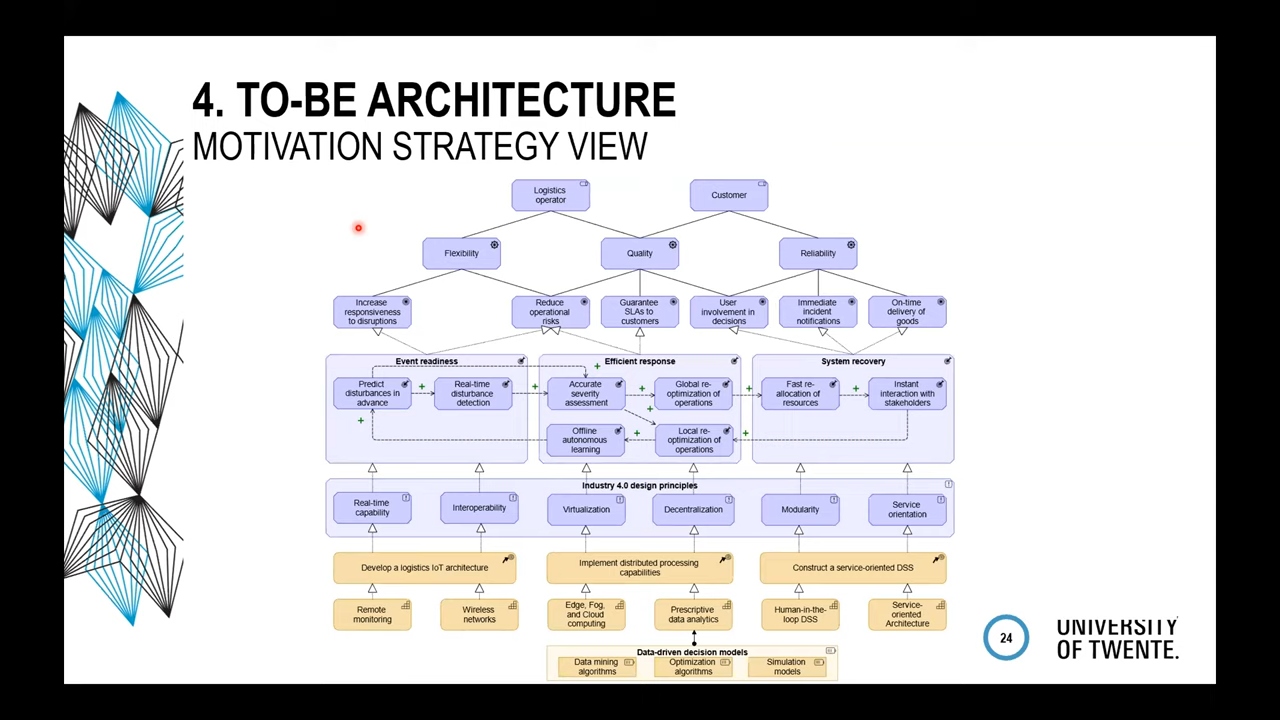 4. TO-BE ARCHITECTURE
MOTIVATION STRATEGY VIEW
Logistics
operator
Customer
Flexibility
Quality
Reliability
Increase
responsiveness
to disruptions
Reduce
operational
risks
Guarantee
SLAs to
customers
User
involvement in
decisions
Immediate
incident
notifications
On-time
delivery of
goods
Event readiness
Efficient response
System recovery
Predict
disturbances in
advance
+
Real-time
disturbance
detection
+
+
Accurate
severity
assessment
+
Global re-
optimization of
operations
+
Fast re-
allocation of
resources
+
Instant
interaction with
stakeholders
+
+
Offline
autonomous
learning
+
Local re-
optimization of
operations
+
Industry 4.0 design principles
Real-time
capability
Interoperability
Virtualization
Decentralization
Modularity
Service
orientation
Develop a logistics IoT architecture
Implement distributed processing
capabilities
Construct a service-oriented DSS
Remote
monitoring
Wireless
networks
Edge, Fog,
and Cloud
computing
Prescriptive
data analytics
Human-in-the-
loop DSS
Service-
oriented
Architecture
Data-driven decision models
Data mining
algorithms
Optimization
algorithms
Simulation
models
24
UNIVERSITY
OF TWENTE.